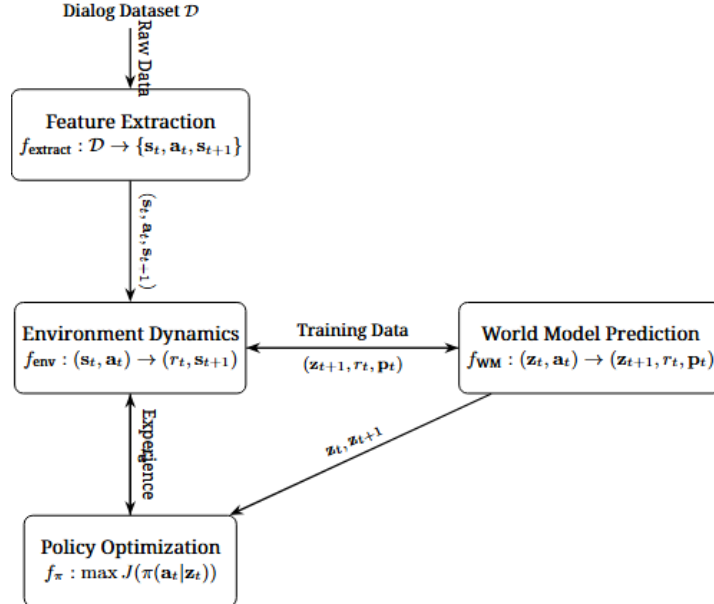 Dialog Dataset 𝒟
Raw Data
Feature Extraction
f_extract : 𝒟 → {s_t, a_t, s_{t+1}}
(s_t, a_t, s_{t+1})
Environment Dynamics
f_env : (s_t, a_t) → (r_t, s_{t+1})
Training Data
(z_{t+1}, r_t, p_t)
World Model Prediction
f_WM : (z_t, a_t) → (z_{t+1}, r_t, p_t)
Experience
z_t, z_{t+1}
Policy Optimization
f_π : max J(π(a_t|z_t))